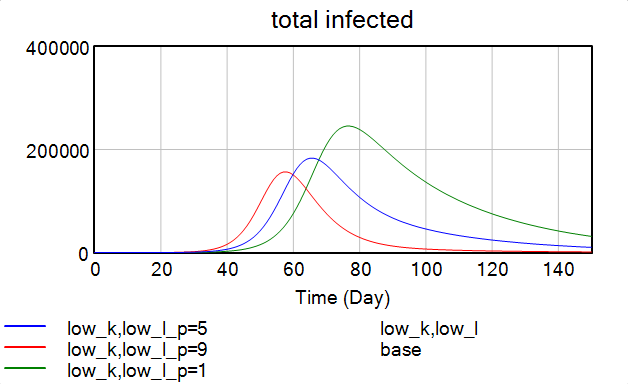 total infected
400000
200000
0
0 20 40 60 80 100 120 140
Time (Day)
low_k,low_l_p=5 low_k,low_l
low_k,low_l_p=9 base
low_k,low_l_p=1